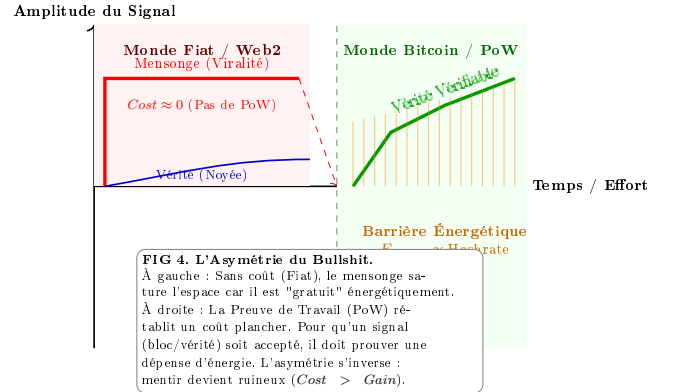 Amplitude du Signal
Monde Fiat / Web2
Mensonge (Viralité)
Cost ≈ 0 (Pas de PoW)
Vérité (Noyée)
Monde Bitcoin / PoW
Vérité Vérifiable
Temps / Effort
Barrière Énergétique
FIG 4. L'Asymétrie du Bullshit.
À gauche : Sans coût (Fiat), le mensonge sa-
ture l'espace car il est "gratuit" énergétiquement.
À droite : La Preuve de Travail (PoW) ré-
tablit un coût plancher. Pour qu'un signal
(bloc/vérité) soit accepté, il doit prouver une
dépense d'énergie. L'asymétrie s'inverse :
mentir devient ruineux (Cost > Gain).